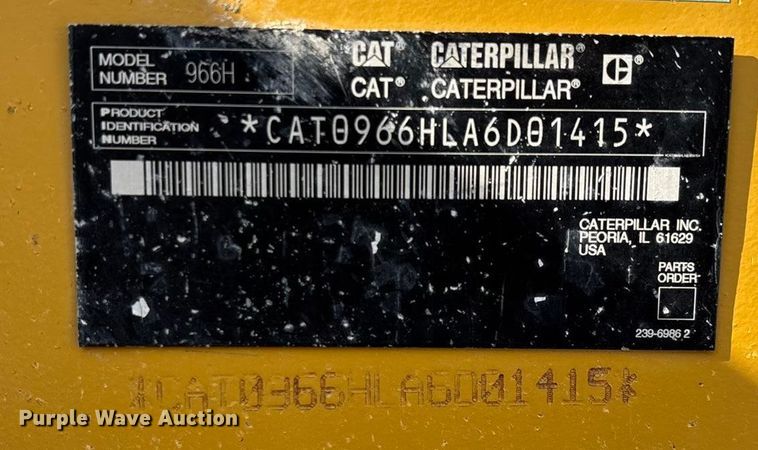 MODEL NUMBER 966H
CAT® CATERPILLAR®
CAT® CATERPILLAR®
PRODUCT IDENTIFICATION NUMBER *CAT0966HLA6D01415*
CATERPILLAR INC.
PEORIA, IL 61629
USA
PARTS
ORDER
239-6986 2
*CAT0966HLA6D01415*
Purple Wave Auction